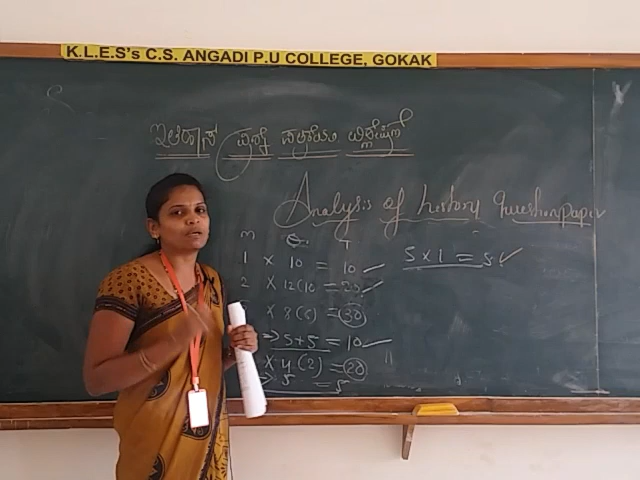 K.L.E.S's C.S. ANGADI P.U COLLEGE, GOKAK
ಇತಿಹಾಸ ಪ್ರಶ್ನೆ ಪತ್ರಿಕೆಯ ವಿಶ್ಲೇಷಣೆ
Analysis of history Question paper
m Q T
1 × 10 = 10 5 × 1 = 5
2 × 12(10 = 20
× 8(6) = 30
⇒ 5+5 = 10
× 4(2) = 20
⇒ 5 = 5